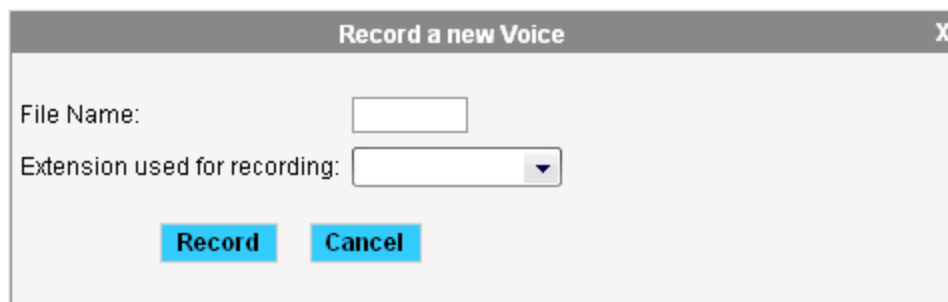 Record a new Voice X
File Name:
Extension used for recording:
Record Cancel